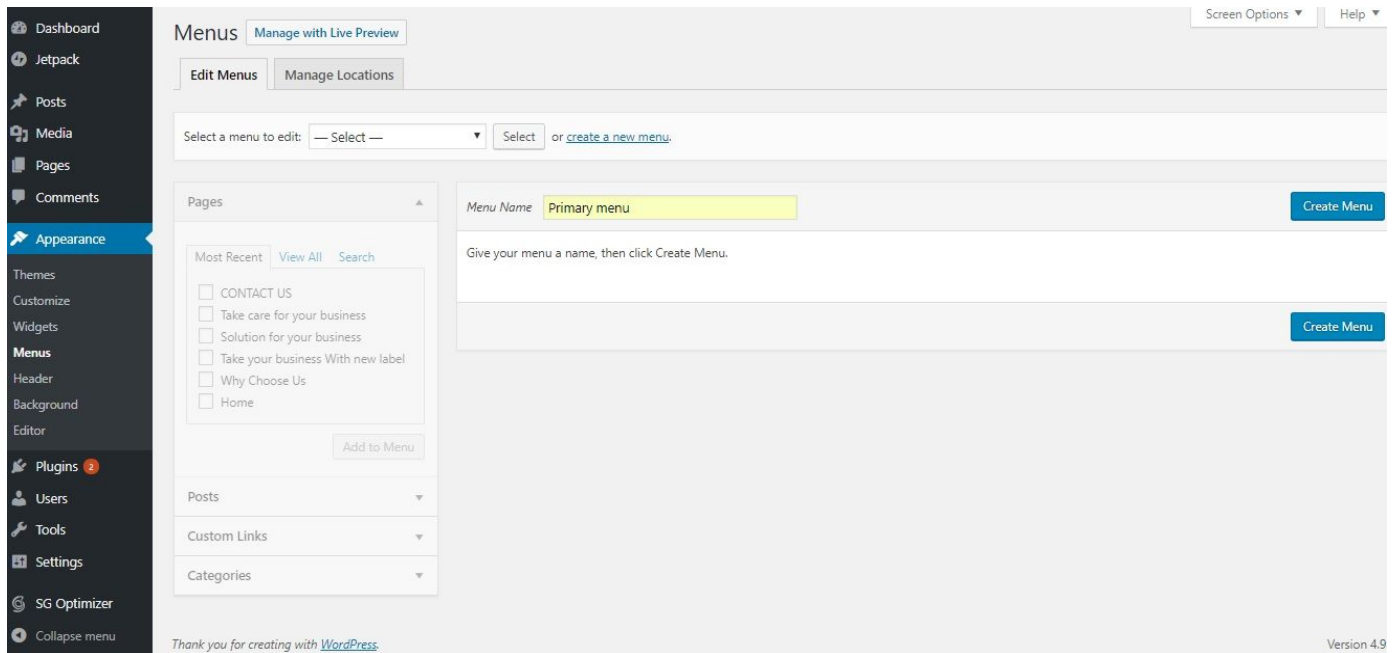 Dashboard
Jetpack
Posts
Media
Pages
Comments
Appearance
Themes
Customize
Widgets
Menus
Header
Background
Editor
Plugins 2
Users
Tools
Settings
SG Optimizer
Collapse menu
Screen Options ▼ Help ▼
Menus Manage with Live Preview
Edit Menus Manage Locations
Select a menu to edit: — Select — Select or create a new menu.
Pages
Most Recent View All Search
CONTACT US
Take care for your business
Solution for your business
Take your business With new label
Why Choose Us
Home
Add to Menu
Posts
Custom Links
Categories
Menu Name Primary menu Create Menu
Give your menu a name, then click Create Menu.
Create Menu
Thank you for creating with WordPress. Version 4.9